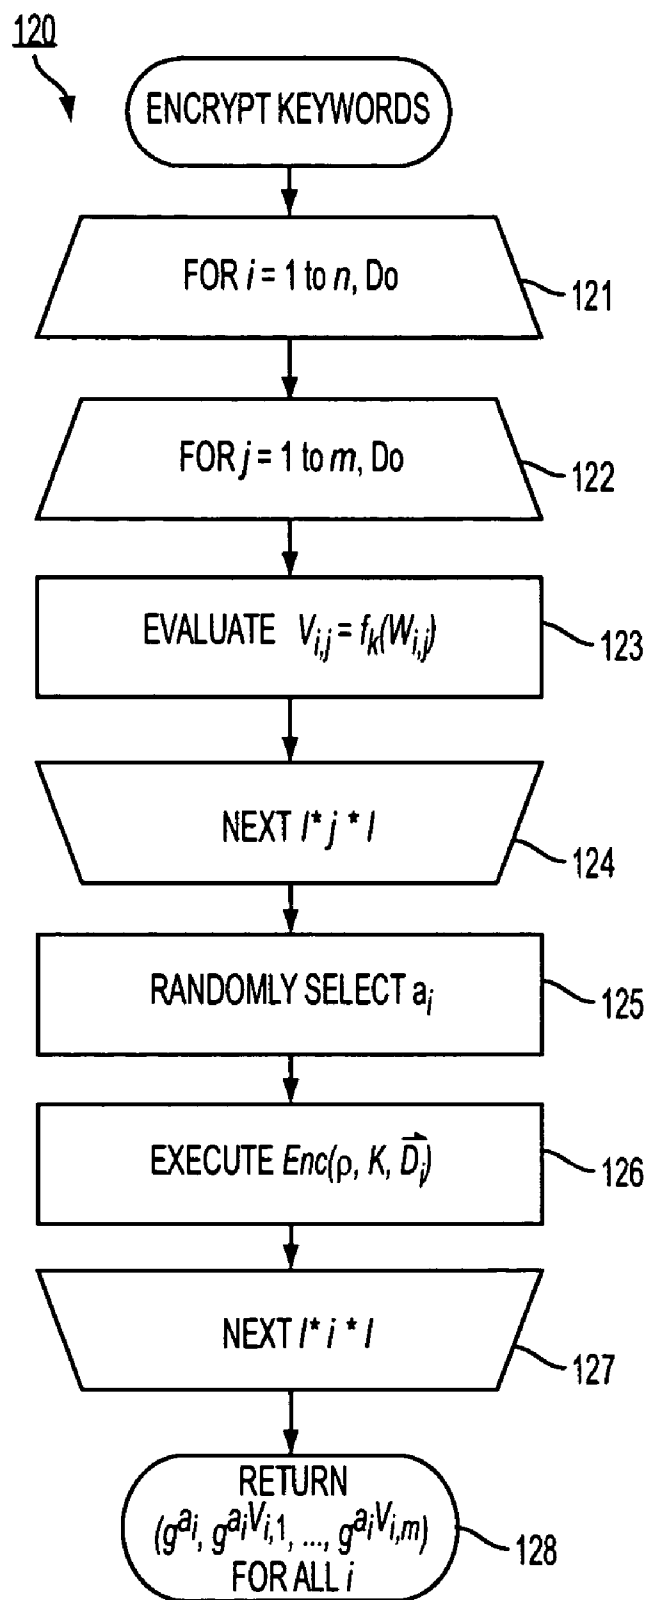 120
ENCRYPT KEYWORDS
FOR i = 1 to n, Do
121
FOR j = 1 to m, Do
122
EVALUATE V_{i,j} = f_k(W_{i,j})
123
NEXT I* j * I
124
RANDOMLY SELECT a_i
125
EXECUTE Enc(ρ, K, \vec{D_i})
126
NEXT I* i * I
127
RETURN
(g^{a_i}, g^{a_i V_{i,1}}, ..., g^{a_i V_{i,m}})
128
FOR ALL i